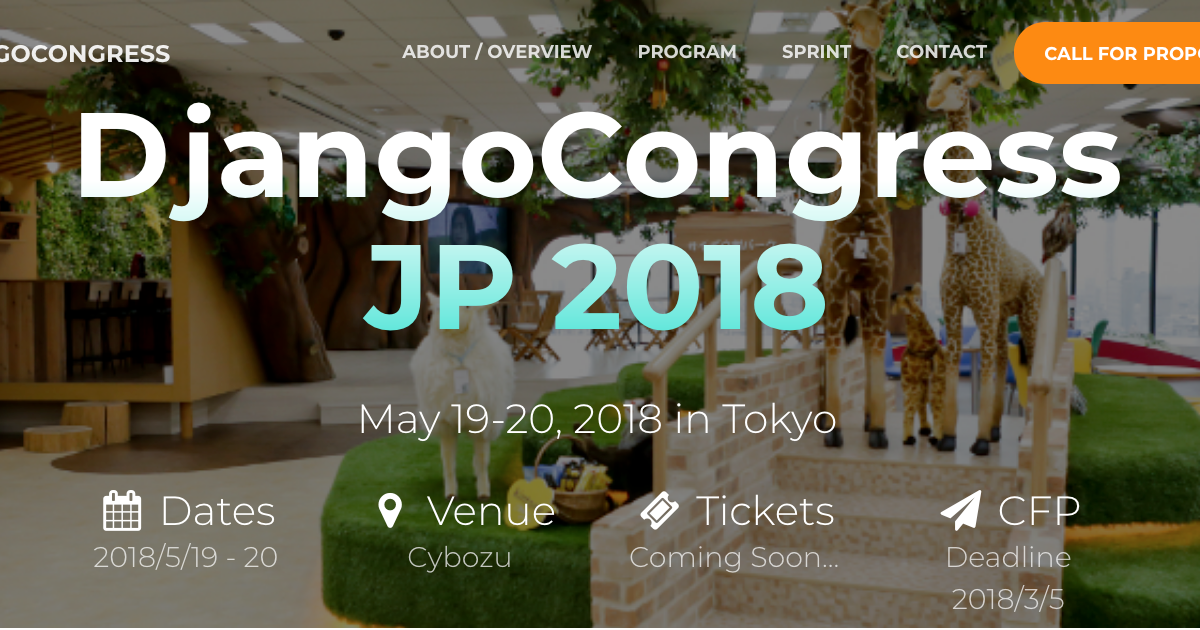 GOCONGRESS
ABOUT / OVERVIEW
PROGRAM
SPRINT
CONTACT
CALL FOR PROPO
DjangoCongress
JP 2018
May 19-20, 2018 in Tokyo
Dates
2018/5/19 - 20
Venue
Cybozu
Tickets
Coming Soon...
CFP
Deadline
2018/3/5